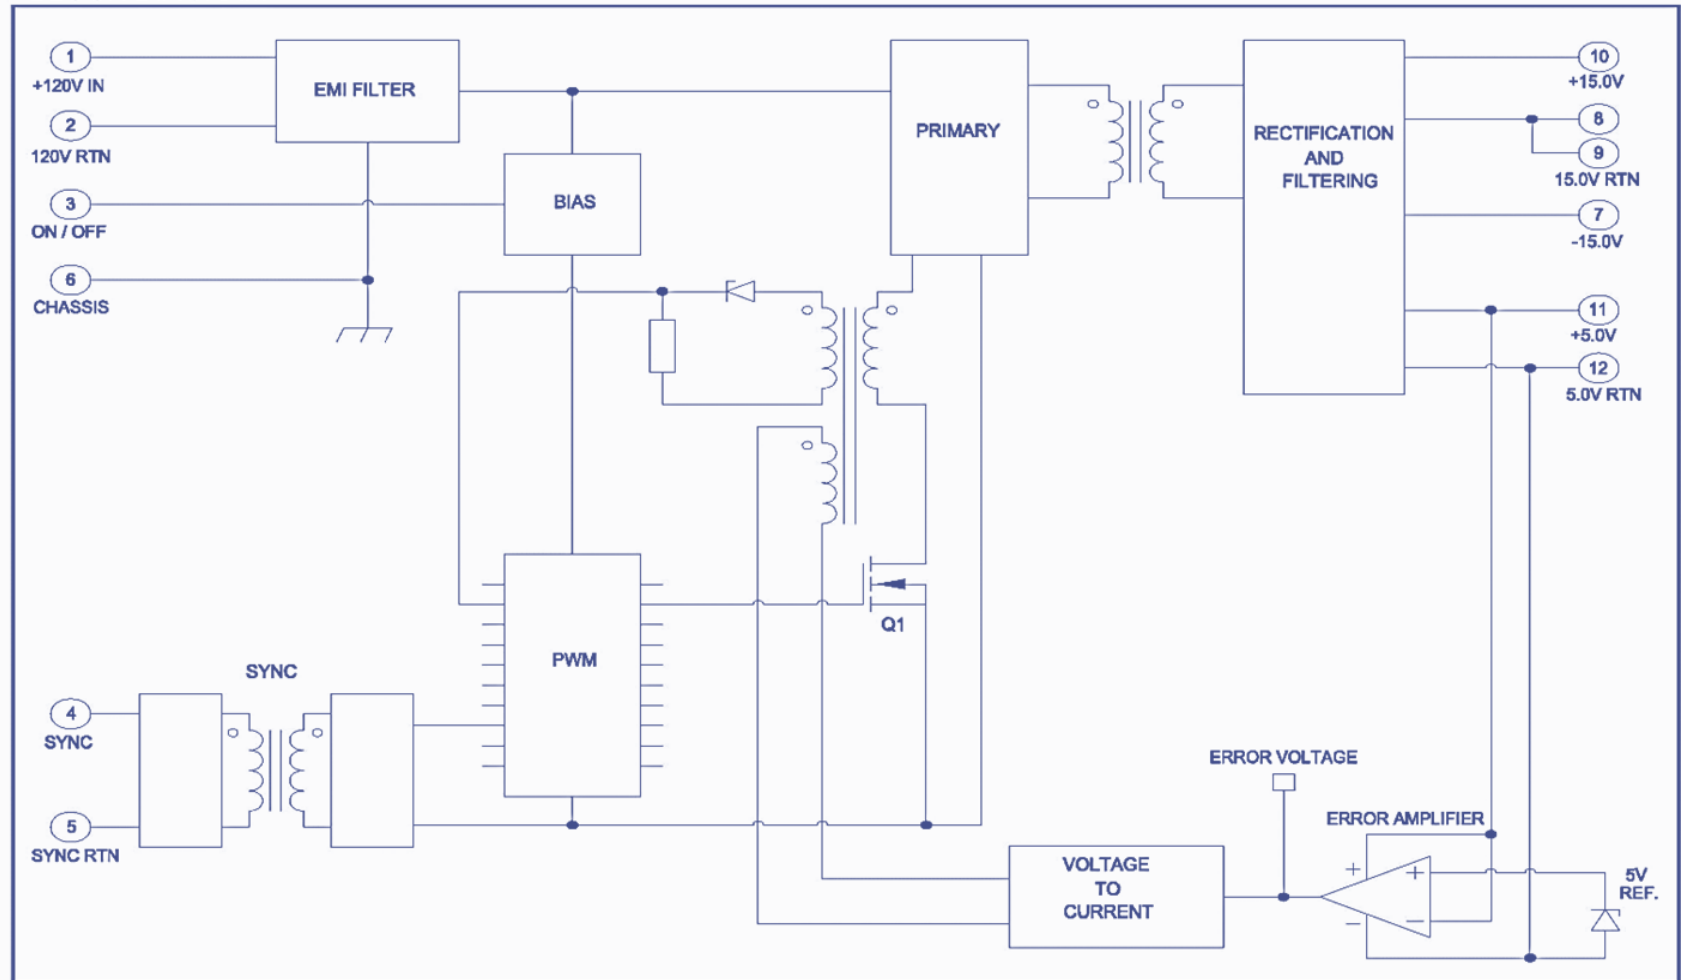 1
+120V IN
2
120V RTN
3
ON / OFF
6
CHASSIS
EMI FILTER
BIAS
PRIMARY
RECTIFICATION
AND
FILTERING
10
+15.0V
8
9
15.0V RTN
7
-15.0V
11
+5.0V
12
5.0V RTN
Q1
PWM
SYNC
4
SYNC
5
SYNC RTN
ERROR VOLTAGE
ERROR AMPLIFIER
VOLTAGE
TO
CURRENT
+
+
−
−
5V
REF.